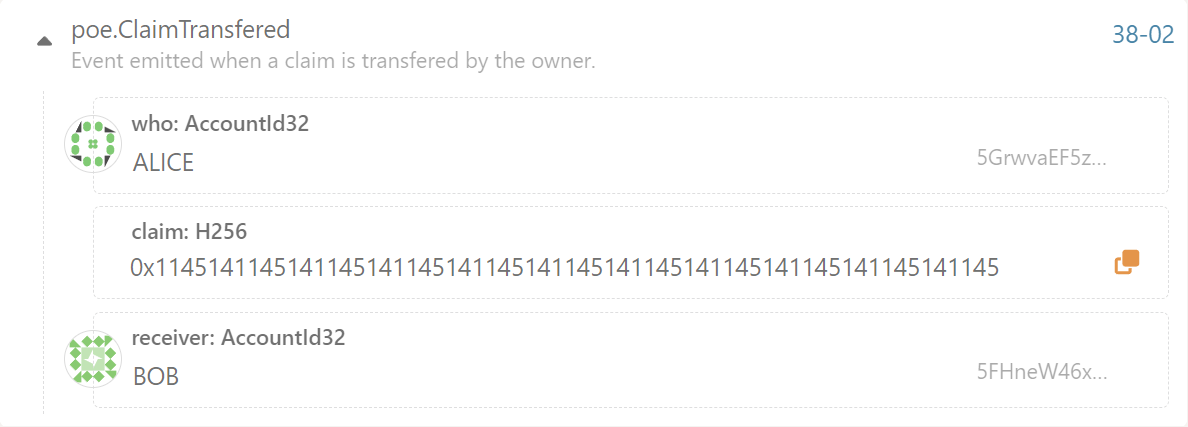 poe.ClaimTransfered
38-02
Event emitted when a claim is transfered by the owner.
who: AccountId32
ALICE
5GrwvaEF5z...
claim: H256
0x1145141145141145141145141145141145141145141145141145141145141145
receiver: AccountId32
BOB
5FHneW46x...